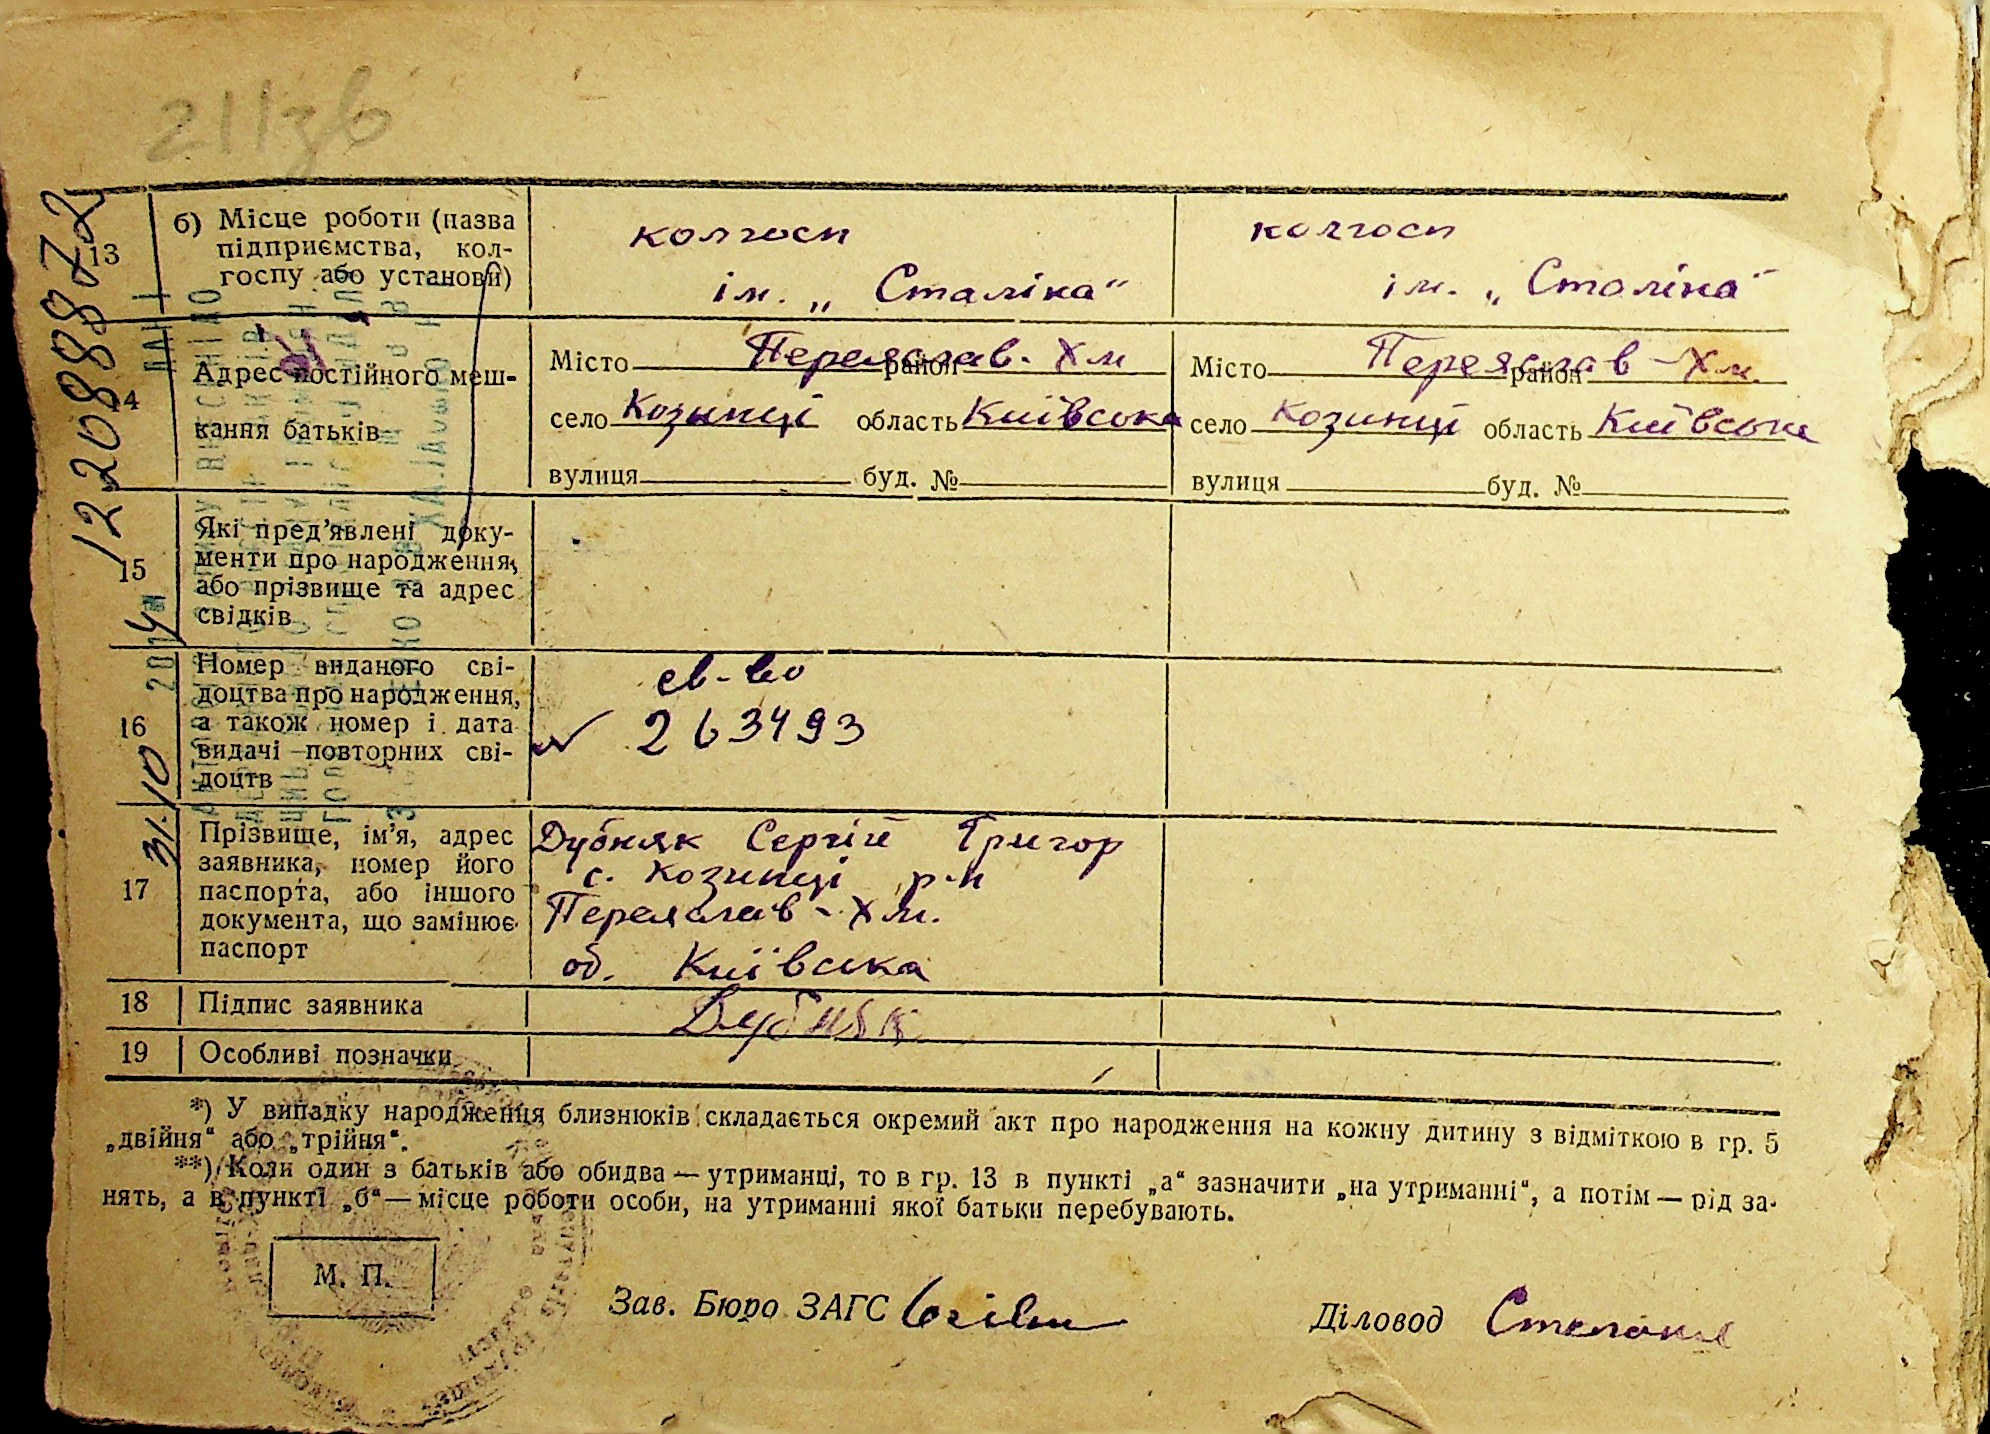 211зв
13 б) Місце роботи (назва підприємства, колгоспу або установи)
колгосп
ім. „Сталіна“
колгосп
ім. „Сталіна“
14 Адрес постійного мешкання батьків
Місто Переяслав-Хм район
село Козинці область Київська
вулиця буд. №
Місто Переяслав-Хм. район
село Козинці область Київська
вулиця буд. №
15 Які пред'явлені документи про народження, або прізвище та адрес свідків
16 Номер виданого свідоцтва про народження, а також номер і дата видачі повторних свідоцтв
св-во
№ 263493
17 Прізвище, ім'я, адрес заявника, номер його паспорта, або іншого документа, що замінює паспорт
Дубняк Сергій Григор
с. Козинці р-н
Переяслав-Хм.
об. Київська
18 Підпис заявника
Дубняк
19 Особливі позначки
*) У випадку народження близнюків складається окремий акт про народження на кожну дитину з відміткою в гр. 5
„двійня“ або „трійня“.
**) Коли один з батьків або обидва — утриманці, то в гр. 13 в пункті „а“ зазначити „на утриманні“, а потім — рід за-
нять, а в пункті „б“ — місце роботи особи, на утриманні якої батьки перебувають.
М. П.
Зав. Бюро ЗАГС
Діловод
31.10 2014
12208872